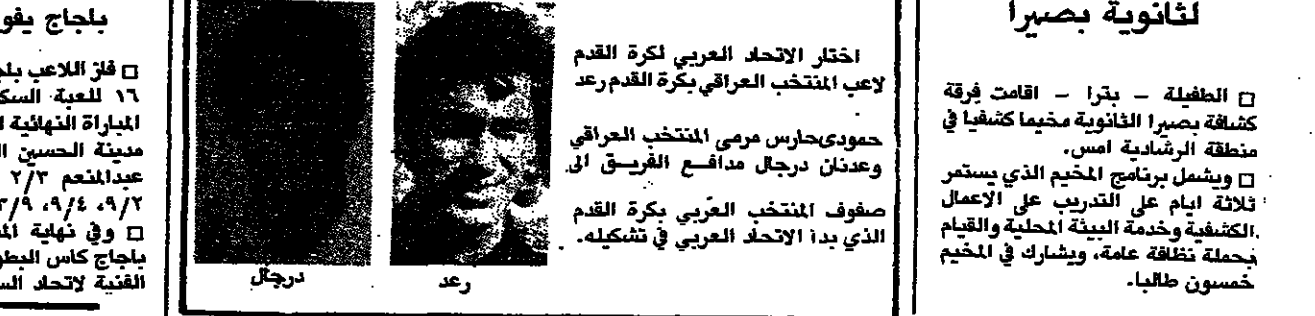 لثانوية بصيرا
□ الطفيلة – بترا – اقامت فرقة
كشافة بصيرا الثانوية مخيما كشفيا في
منطقة الرشادية امس.
□ ويشمل برنامج المخيم الذي يستمر
ثلاثة ايام على التدريب على الاعمال
الكشفية وخدمة البيئة المحلية والقيام
بحملة نظافة عامة، ويشارك في المخيم
خمسون طالبا.
اختار الاتحاد العربي لكرة القدم
لاعب المنتخب العراقي بكرة القدم رعد
حمودي حارس مرمى المنتخب العراقي
وعدنان درجال مدافع الفريق الى
صفوف المنتخب العربي بكرة القدم
الذي بدا الاتحاد العربي في تشكيله.
رعد
درجال
باجاج يفو
□ فاز اللاعب بلج
١٦ للعبة السك
المباراة النهائية ا
مدينة الحسين ال
عبدالمنعم ٢/٣
٩/٢، ٩/٤، ٣/٩
□ وفي نهاية الم
باجاج كاس البطو
الفنية لاتحاد الس